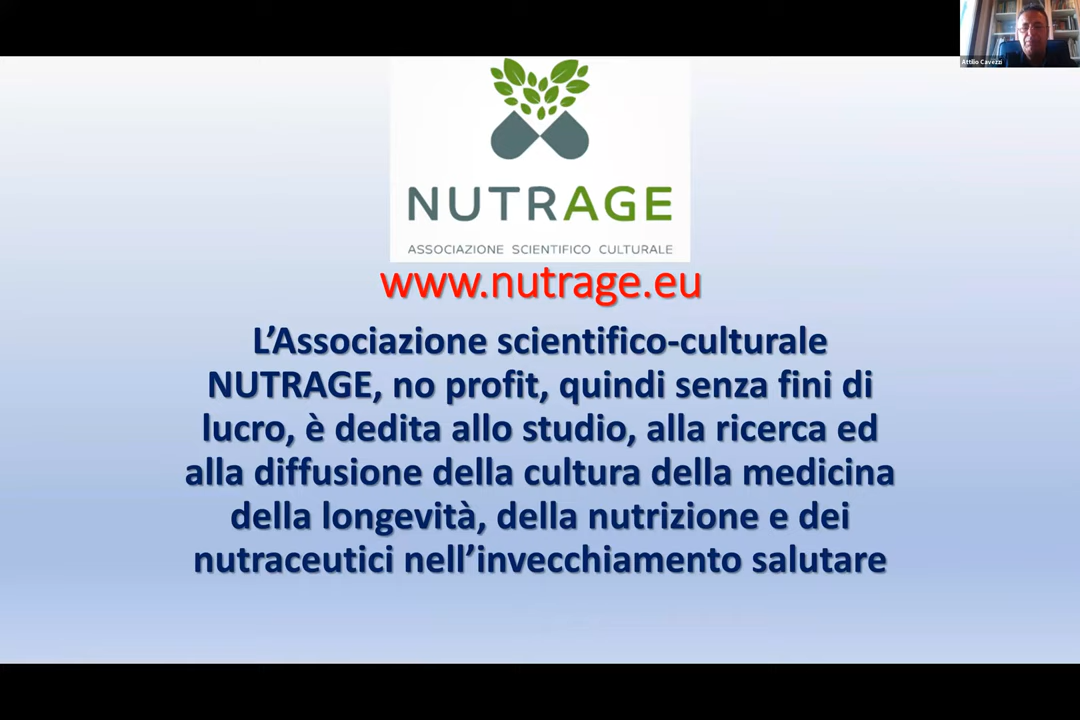 Attilio Cavezzi
NUTRAGE
ASSOCIAZIONE SCIENTIFICO CULTURALE
www.nutrage.eu
L’Associazione scientifico-culturale
NUTRAGE, no profit, quindi senza fini di
lucro, è dedita allo studio, alla ricerca ed
alla diffusione della cultura della medicina
della longevità, della nutrizione e dei
nutraceutici nell’invecchiamento salutare